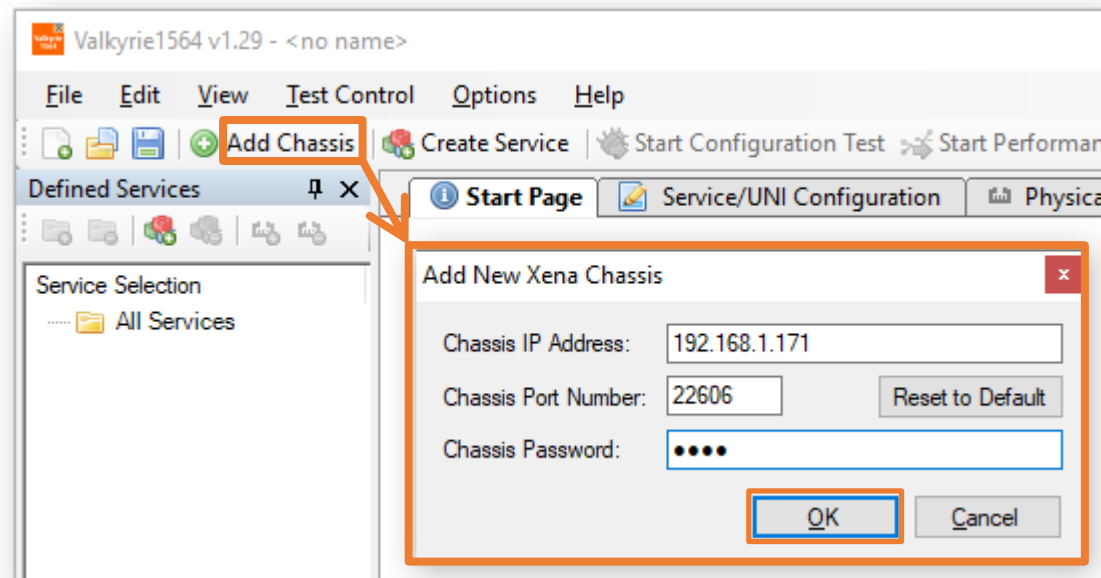 Valkyrie1564 v1.29 - <no name>
File Edit View Test Control Options Help
Add Chassis Create Service Start Configuration Test Start Performan
Defined Services
Start Page Service/UNI Configuration Physica
Service Selection
All Services
Add New Xena Chassis
Chassis IP Address: 192.168.1.171
Chassis Port Number: 22606 Reset to Default
Chassis Password: ●●●●
OK Cancel